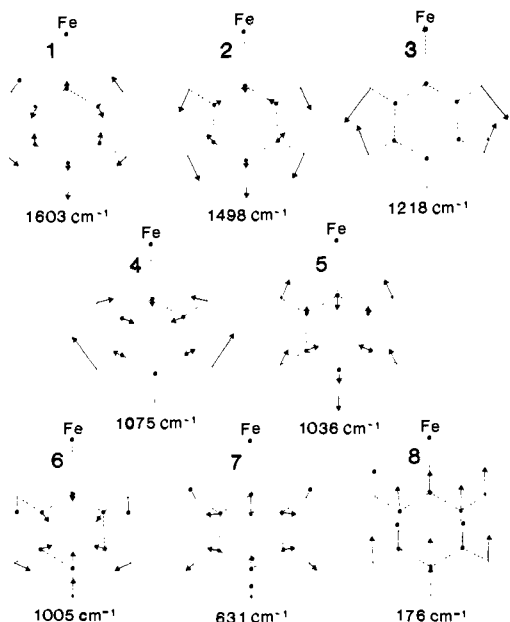 Fe Fe Fe
1 2 3
1603 cm⁻¹ 1498 cm⁻¹ 1218 cm⁻¹
Fe Fe
4 5
1075 cm⁻¹ 1036 cm⁻¹
Fe Fe Fe
6 7 8
1005 cm⁻¹ 631 cm⁻¹ 176 cm⁻¹